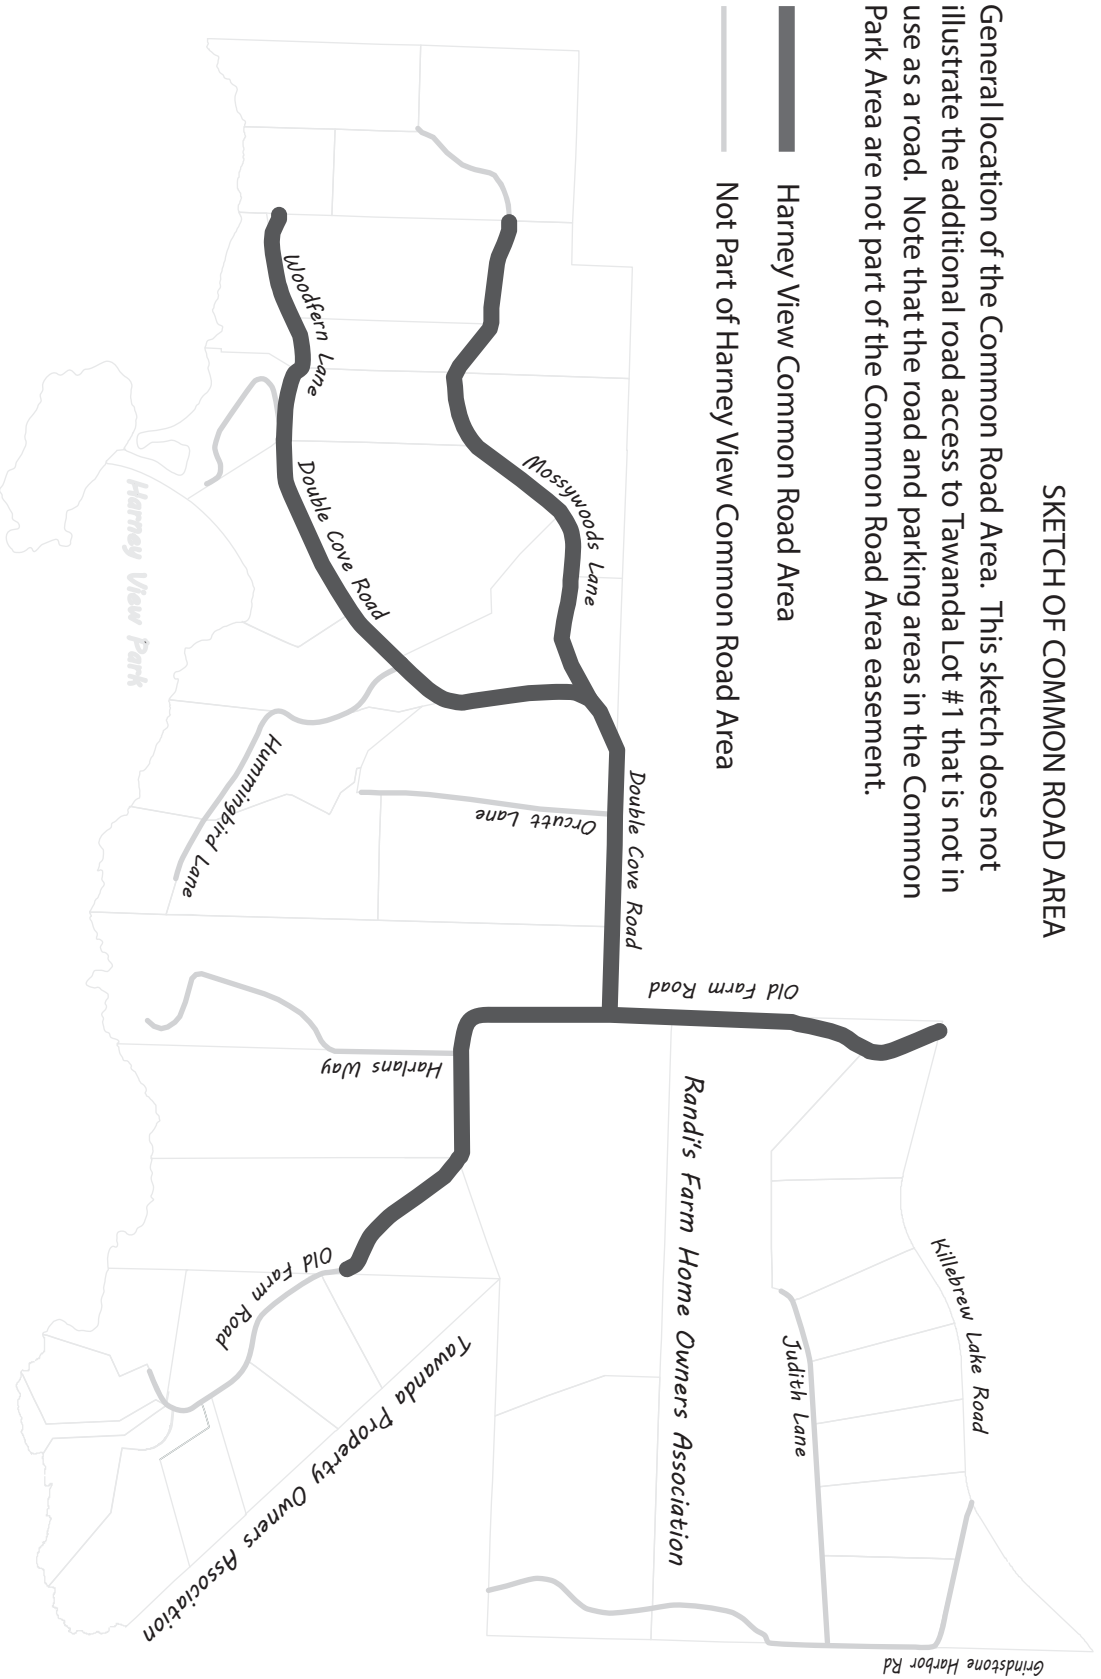 SKETCH OF COMMON ROAD AREA
General location of the Common Road Area.  This sketch does not
illustrate the additional road access to Tawanda Lot #1 that is not in
use as a road.  Note that the road and parking areas in the Common
Park Area are not part of the Common Road Area easement.
Harney View Common Road Area
Not Part of Harney View Common Road Area
Woodfern Lane
Mossywoods Lane
Double Cove Road
Harney View Park
Hummingbird Lane
Orcutt Lane
Double Cove Road
Old Farm Road
Harlans Way
Randi's Farm Home Owners Association
Killebrew Lake Road
Judith Lane
Old Farm Road
Tawanda Property Owners Association
Grindstone Harbor Rd